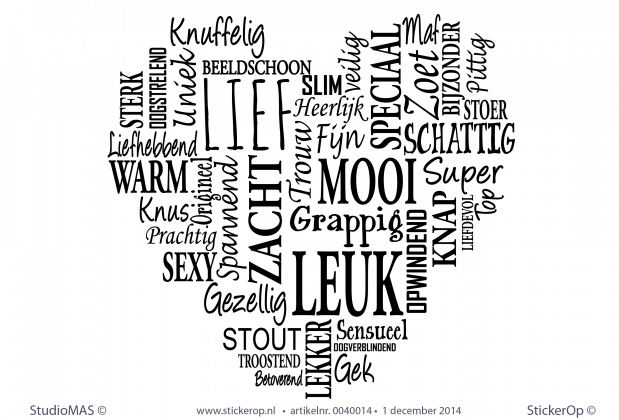 Knuffelig
Maf
veilig
SPECIAAL
Zoet
BIJZONDER
Pittig
Uniek
OOGSTRELEND
STERK
BEELDSCHOON
SLIM
LIEF
Heerlijk
STOER
Fijn
SCHATTIG
Liefhebbend
Trouw
WARM
Origineel
Spannend
ZACHT
MOOI
Super
Top
Knus
KNAP
LIEFDEVOL
Grappig
OPWINDEND
Prachtig
SEXY
LEUK
Gezellig
STOUT
LEKKER
Sensueel
OOGVERBLINDEND
TROOSTEND
Gek
Betoverend
StudioMAS © www.stickerop.nl • artikelnr. 0040014 • 1 december 2014 StickerOp ©